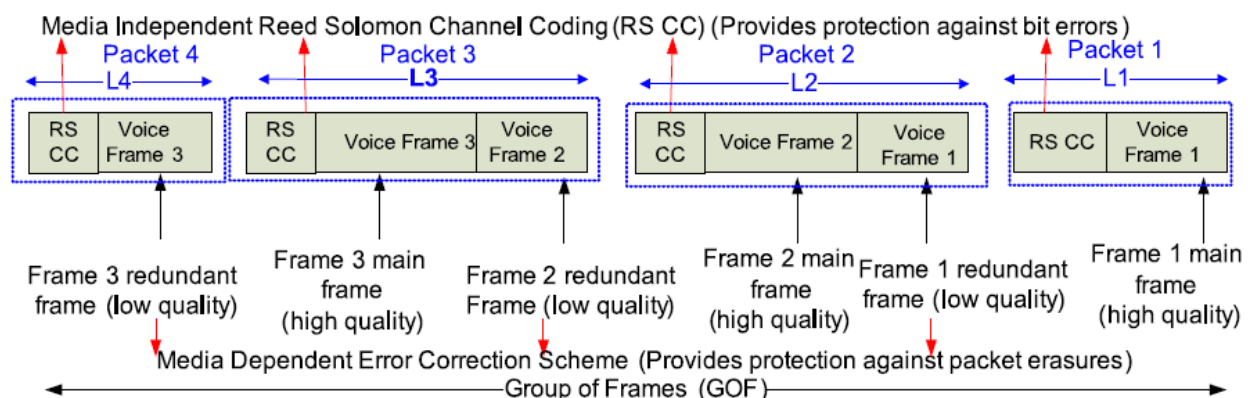 Media Independent Reed Solomon Channel Coding (RS CC) (Provides protection against bit errors)
Packet 4
Packet 3
Packet 2
Packet 1
L4
L3
L2
L1
RS
CC
Voice
Frame 3
RS
CC
Voice Frame 3
Voice
Frame 2
RS
CC
Voice Frame 2
Voice
Frame 1
RS CC
Voice
Frame 1
Frame 3 redundant
frame (low quality)
Frame 3 main
frame
(high quality)
Frame 2 redundant
Frame (low quality)
Frame 2 main
frame
(high quality)
Frame 1 redundant
frame (low quality)
Frame 1 main
frame
(high quality)
Media Dependent Error Correction Scheme (Provides protection against packet erasures)
Group of Frames (GOF)